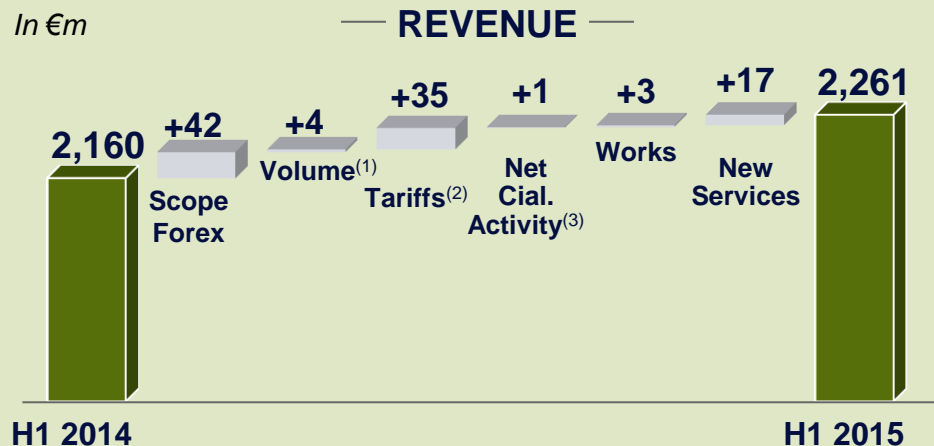 In €m
REVENUE
2,160
+42
Scope
Forex
+4
Volume(1)
+35
Tariffs(2)
+1
Net
Cial.
Activity(3)
+3
Works
+17
New
Services
2,261
H1 2014
H1 2015